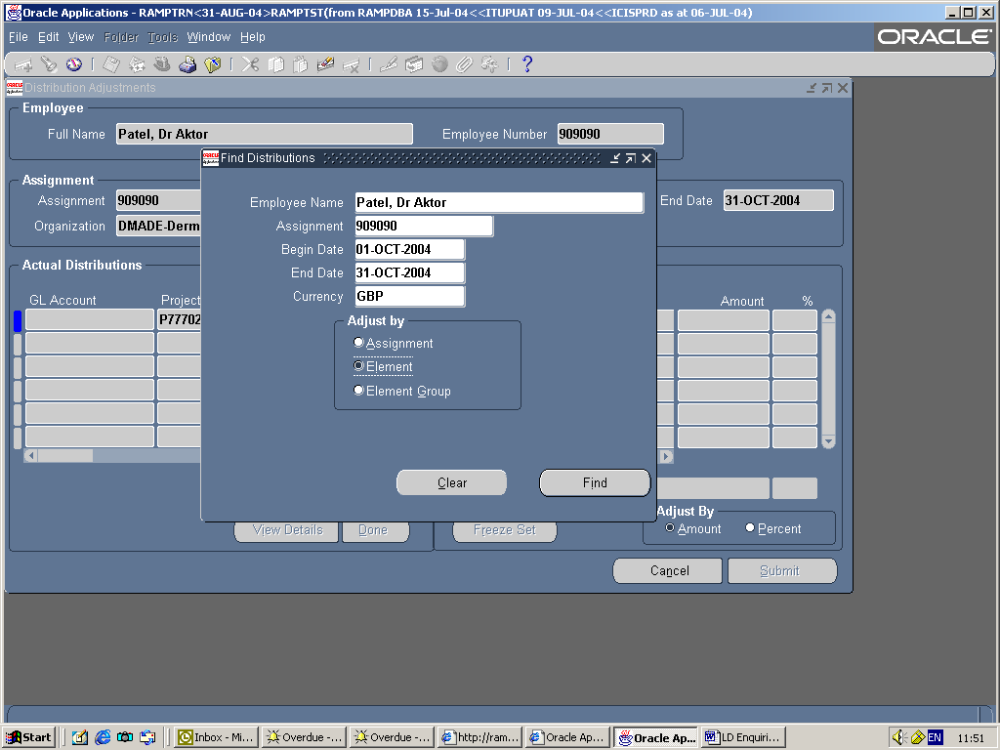 Oracle Applications - RAMPTRN<31-AUG-04>RAMPTST(from RAMPDBA 15-Jul-04<<ITUPUAT 09-JUL-04<<ICISPRD as at 06-JUL-04)
File Edit View Folder Tools Window Help
ORACLE
Distribution Adjustments
Employee
Full Name Patel, Dr Aktor Employee Number 909090
Find Distributions
Assignment
Assignment 909090 End Date 31-OCT-2004
Organization DMADE-Derm
Employee Name Patel, Dr Aktor
Assignment 909090
Begin Date 01-OCT-2004
End Date 31-OCT-2004
Currency GBP
Adjust by
Assignment
Element
Element Group
Clear Find
Actual Distributions
GL Account Project Amount %
P77702
Adjust By
Amount Percent
View Details Done Freeze Set
Cancel Submit
Start Inbox - Mi... Overdue -... Overdue -... http://ram... Oracle Ap... Oracle Ap... LD Enquiri... EN 11:51